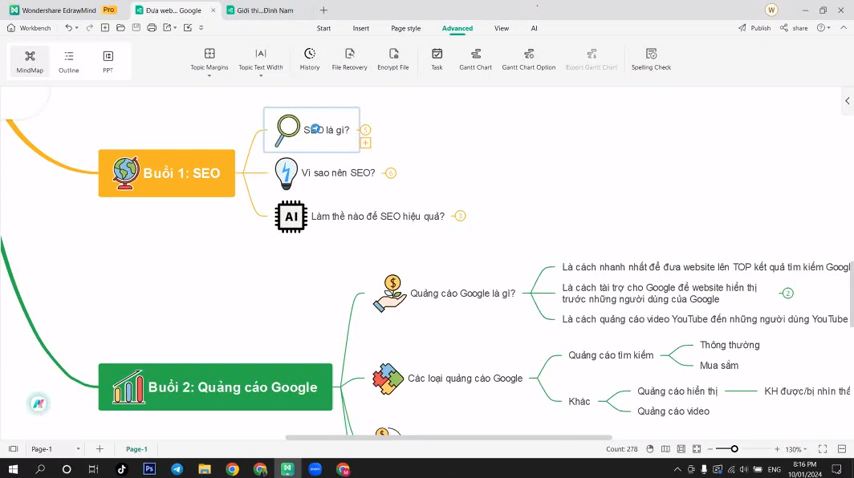 Wondershare EdrawMind Pro
Đưa web... Google
Giới thi...Đình Nam
W
Workbench
Start Insert Page style Advanced View AI
Publish share
MindMap Outline PPT
Topic Margins Topic Text Width History File Recovery Encrypt File Task Gantt Chart Gantt Chart Option Export Gantt Chart Spelling Check
SEO là gì? 5
Buổi 1: SEO
Vì sao nên SEO? 6
AI Làm thề nào để SEO hiệu quả? 3
Là cách nhanh nhất để đưa website lên TOP kết quả tìm kiếm Googl
Quảng cáo Google là gì?
Là cách tài trợ cho Google để website hiển thị
trước những người dùng của Google 2
Là cách quảng cáo video YouTube đến những người dùng YouTube
Thông thường
Quảng cáo tìm kiếm
Mua sắm
Các loại quảng cáo Google
Buổi 2: Quảng cáo Google
Quảng cáo hiển thị KH được/bị nhìn thấ
Khác
Quảng cáo video
Page-1 Page-1 Count: 278 130%
ENG 8:16 PM
10/01/2024